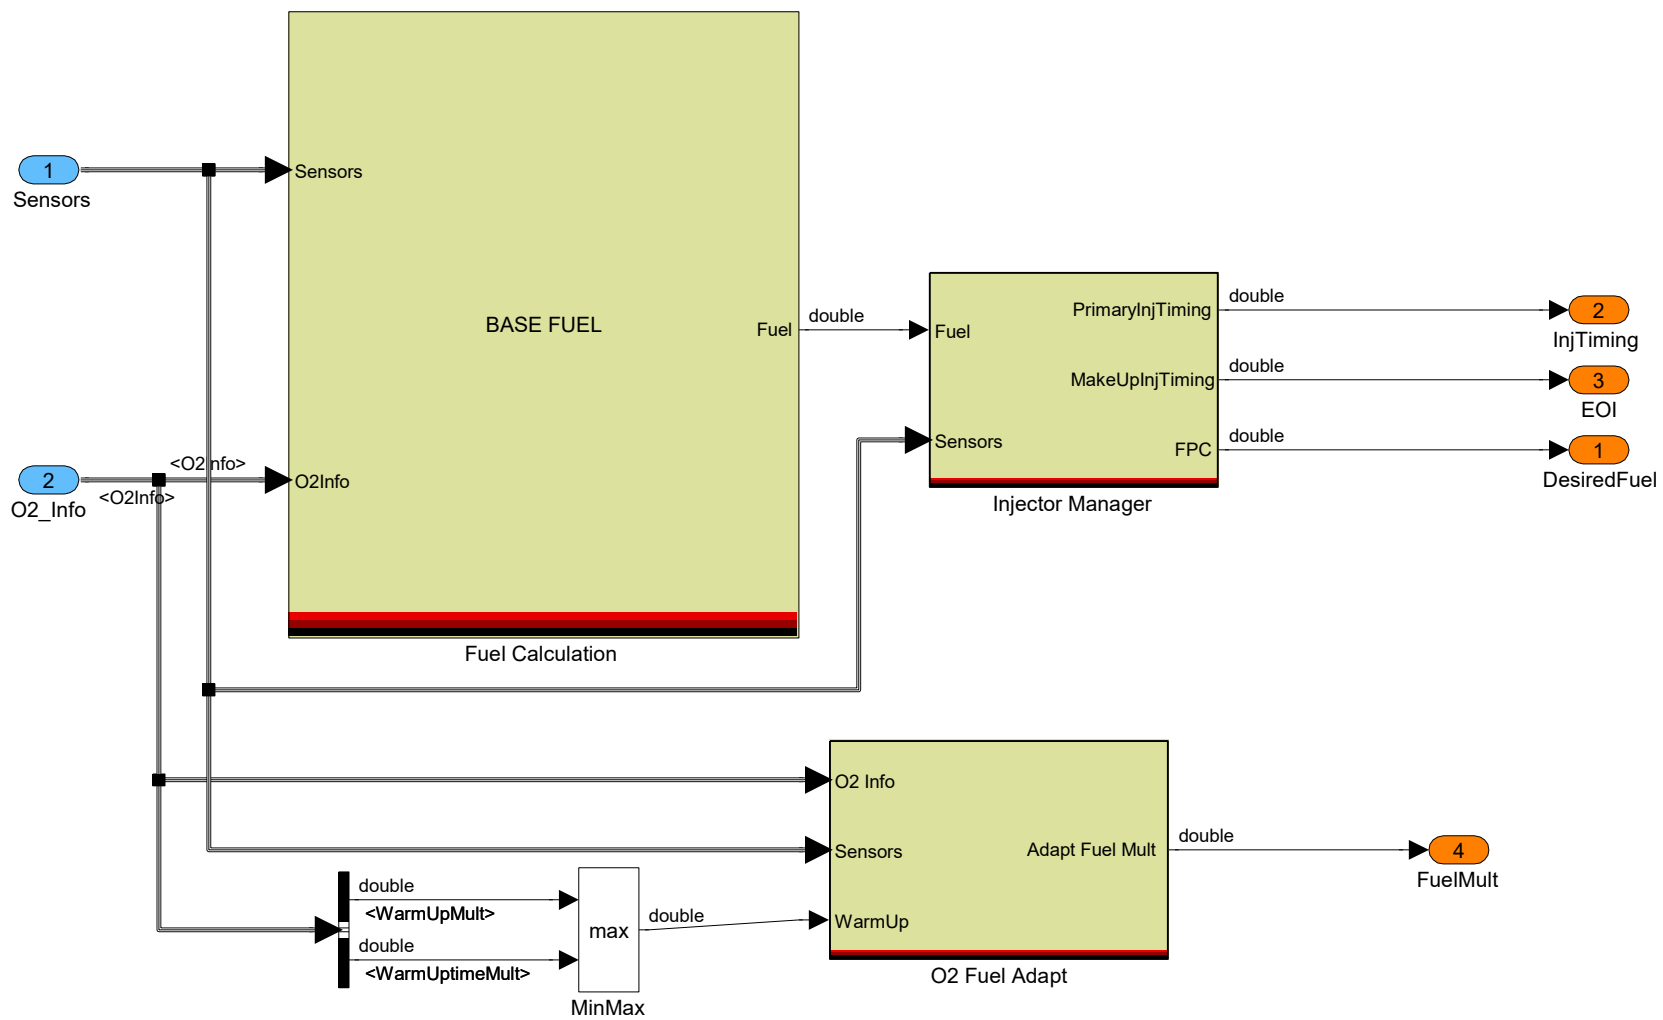 1
Sensors
Sensors
BASE FUEL
Fuel
double
Fuel
Sensors
PrimaryInjTiming
double
2
InjTiming
MakeUpInjTiming
double
3
EOI
FPC
double
1
DesiredFuel
Injector Manager
<O2Info>
2
O2_Info
<O2Info>
O2Info
Fuel Calculation
O2 Info
Sensors
WarmUp
Adapt Fuel Mult
double
4
FuelMult
O2 Fuel Adapt
double
<WarmUpMult>
double
<WarmUptimeMult>
max
double
MinMax